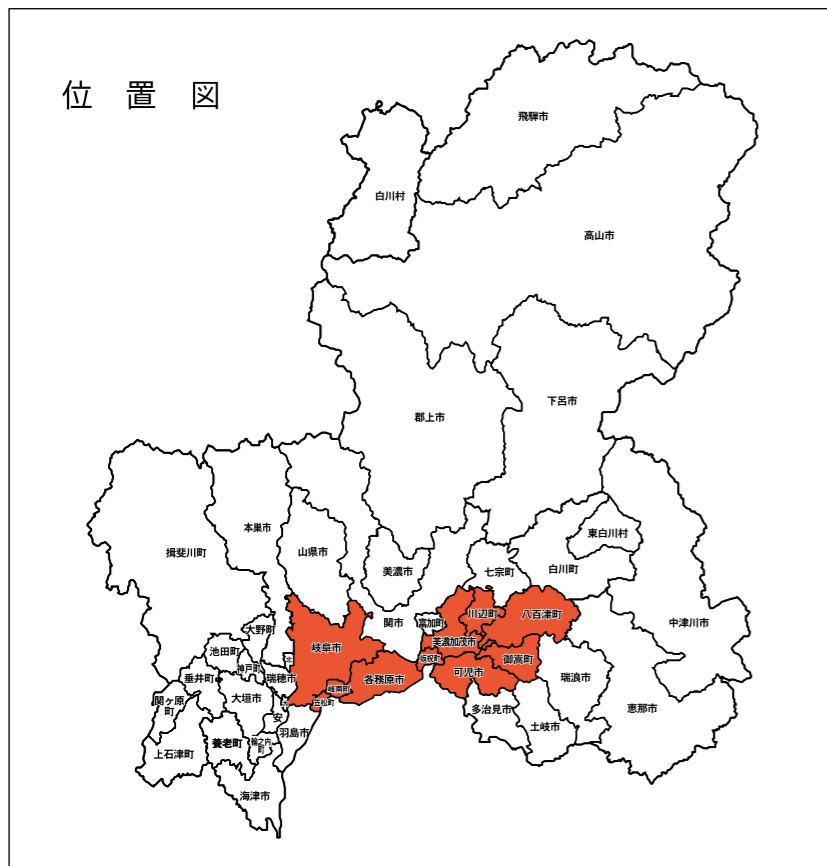 位置図
飛騨市
白川村
高山市
下呂市
郡上市
本巣市
東白川村
揖斐川町
山県市
美濃市
七宗町
白川町
中津川市
川辺町
八百津町
富加町
関市
大野町
美濃加茂市
岐阜市
池田町
北
坂祝町
御嵩町
神戸町
可児市
垂井町
瑞穂市
各務原市
瑞浪市
岐南町
関ヶ原
町
大垣市
大
笠松町
多治見市
恵那市
安
土岐市
羽島市
養老町
輪之内
町
上石津町
海津市